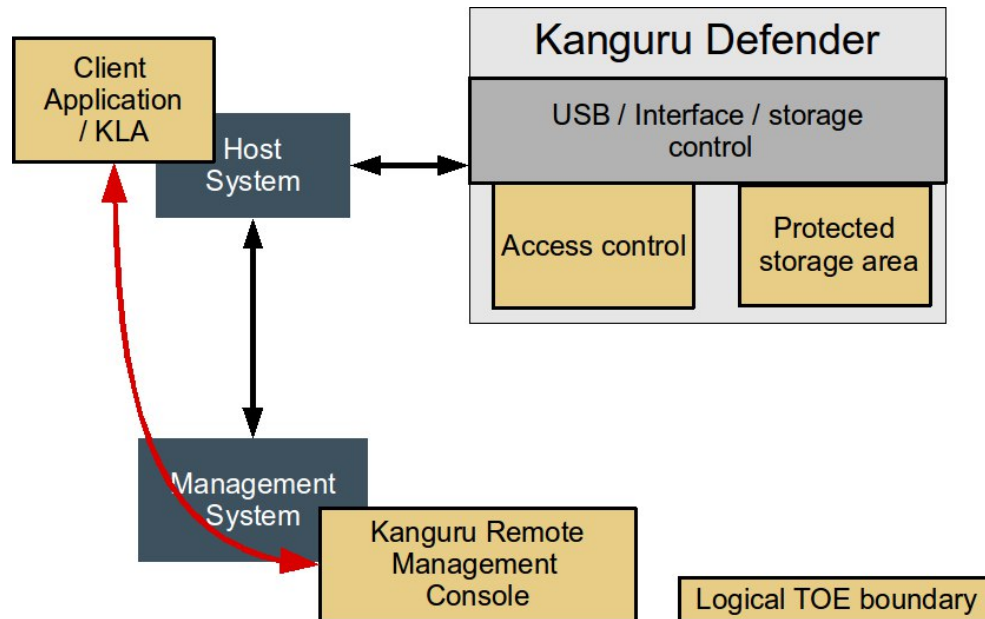 Client
Application
/ KLA
Host
System
Kanguru Defender
USB / Interface / storage
control
Access control
Protected
storage area
Management
System
Kanguru Remote
Management
Console
Logical TOE boundary